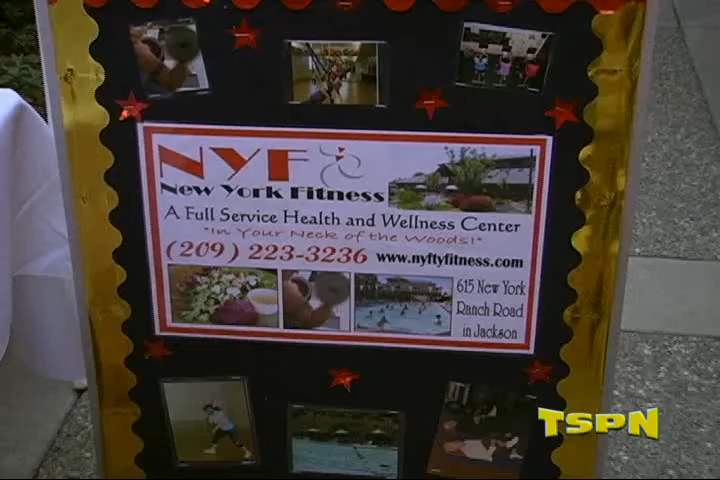 NYF
New York Fitness
A Full Service Health and Wellness Center
"In Your Neck of the Woods!"
(209) 223-3236 www.nyftyfitness.com
615 New York
Ranch Road
in Jackson
TSPN